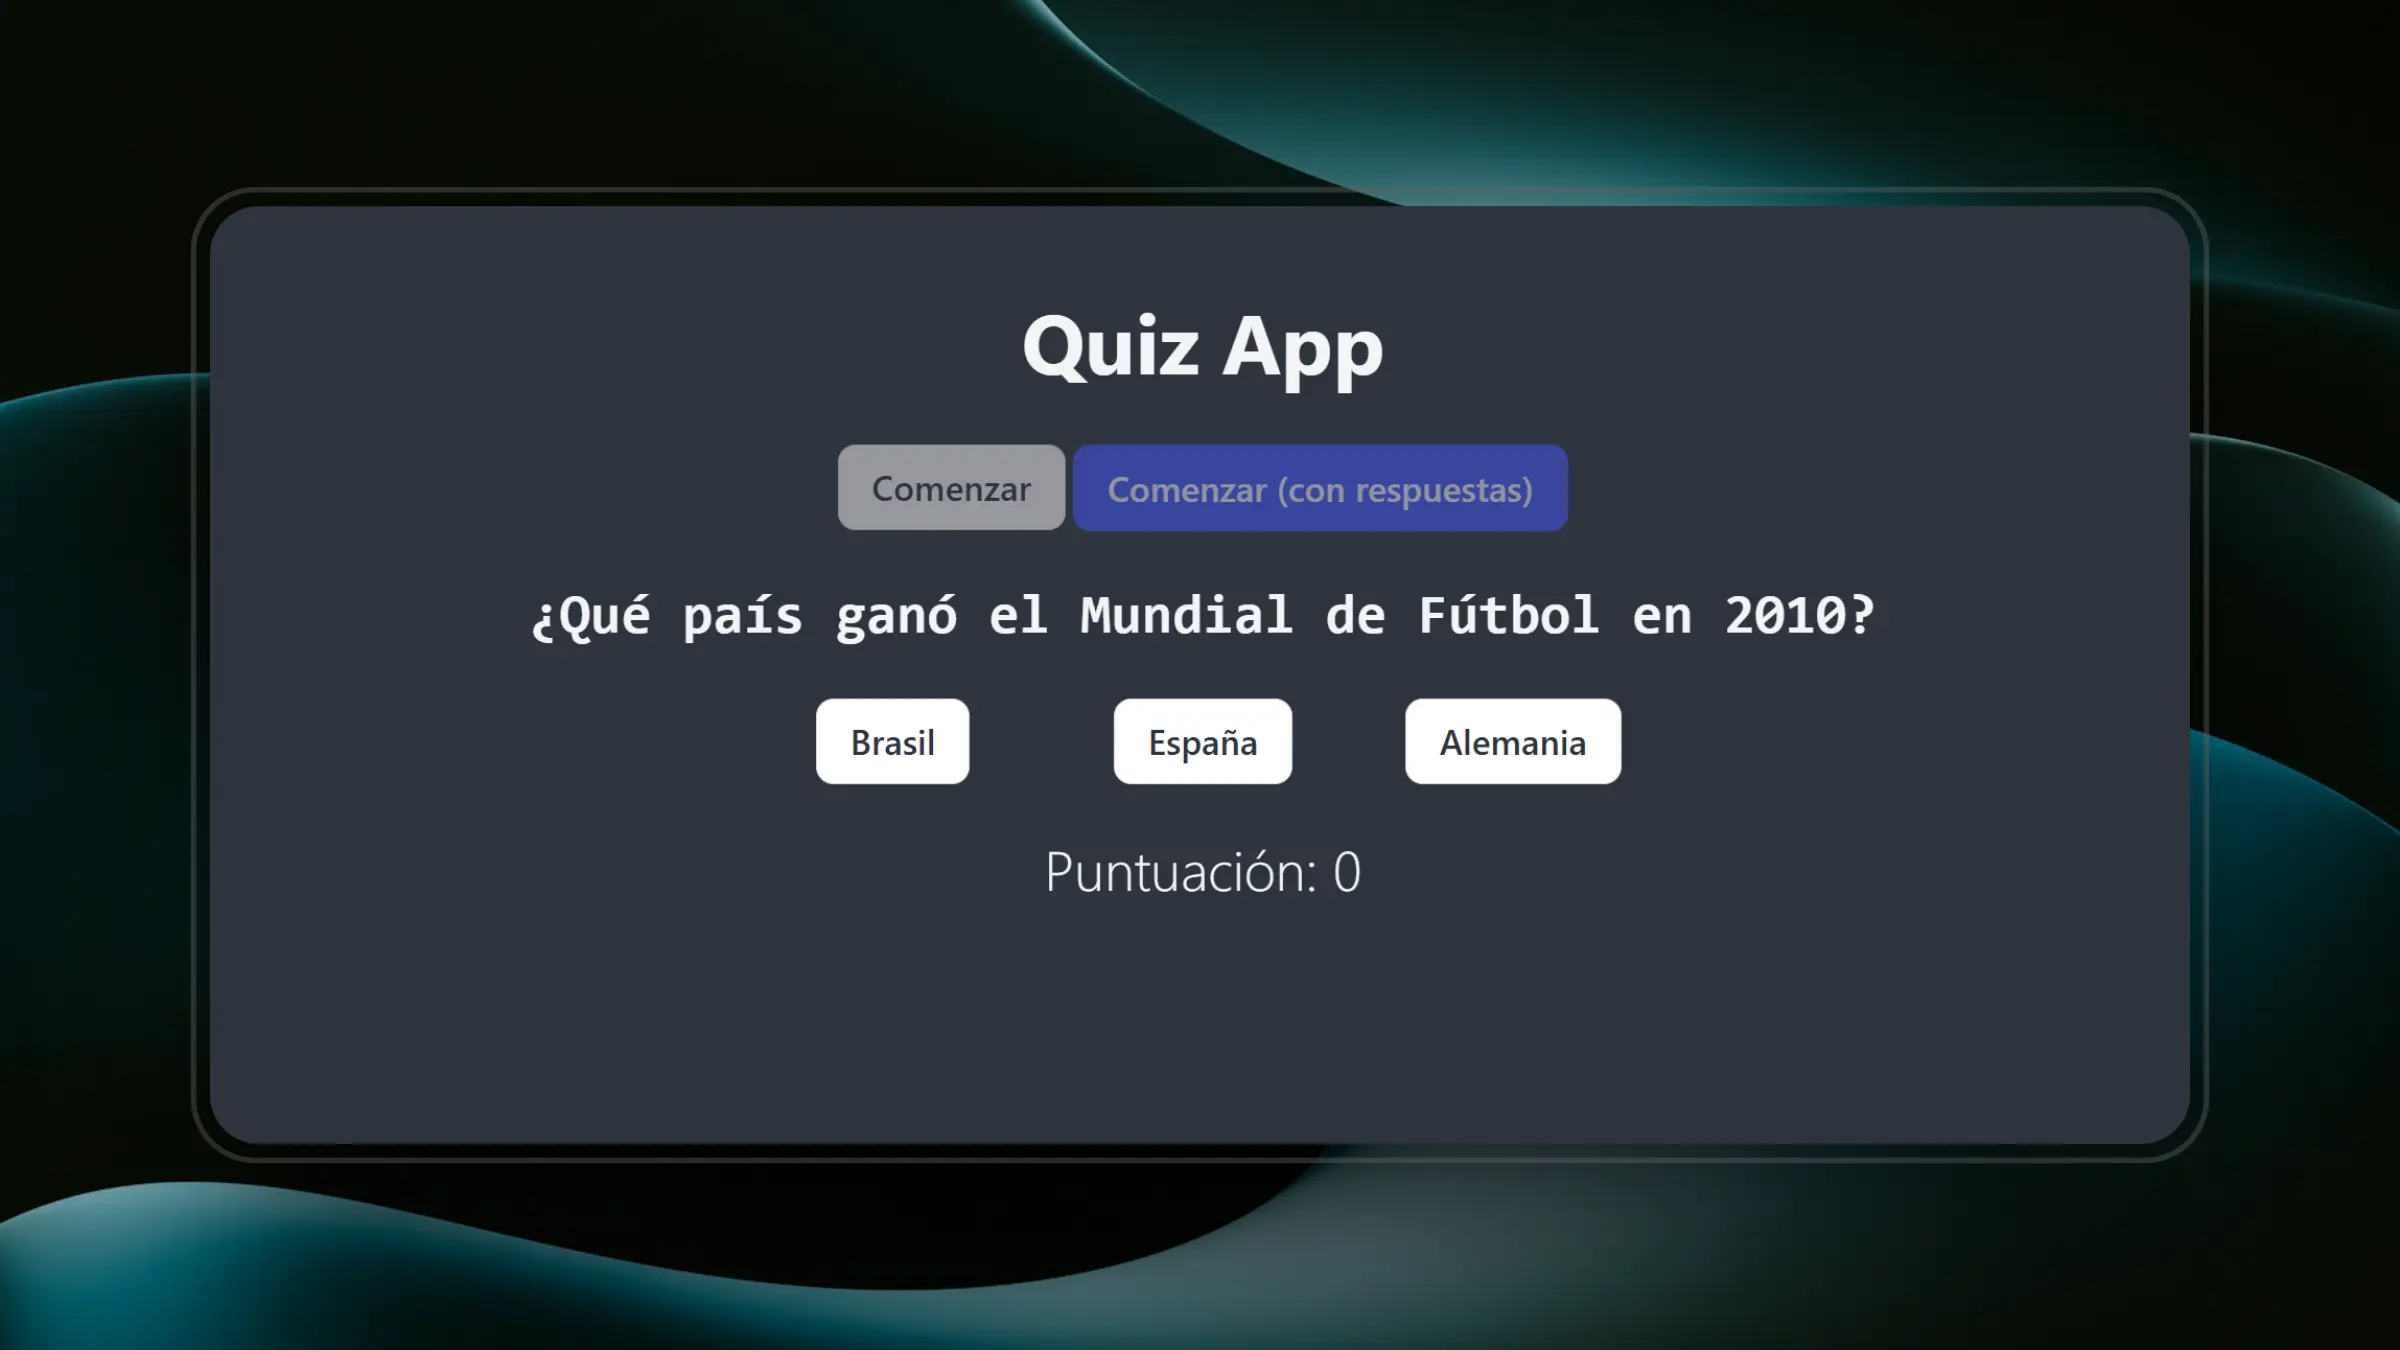 Quiz App
Comenzar Comenzar (con respuestas)
¿Qué país ganó el Mundial de Fútbol en 2010?
Brasil España Alemania
Puntuación: 0